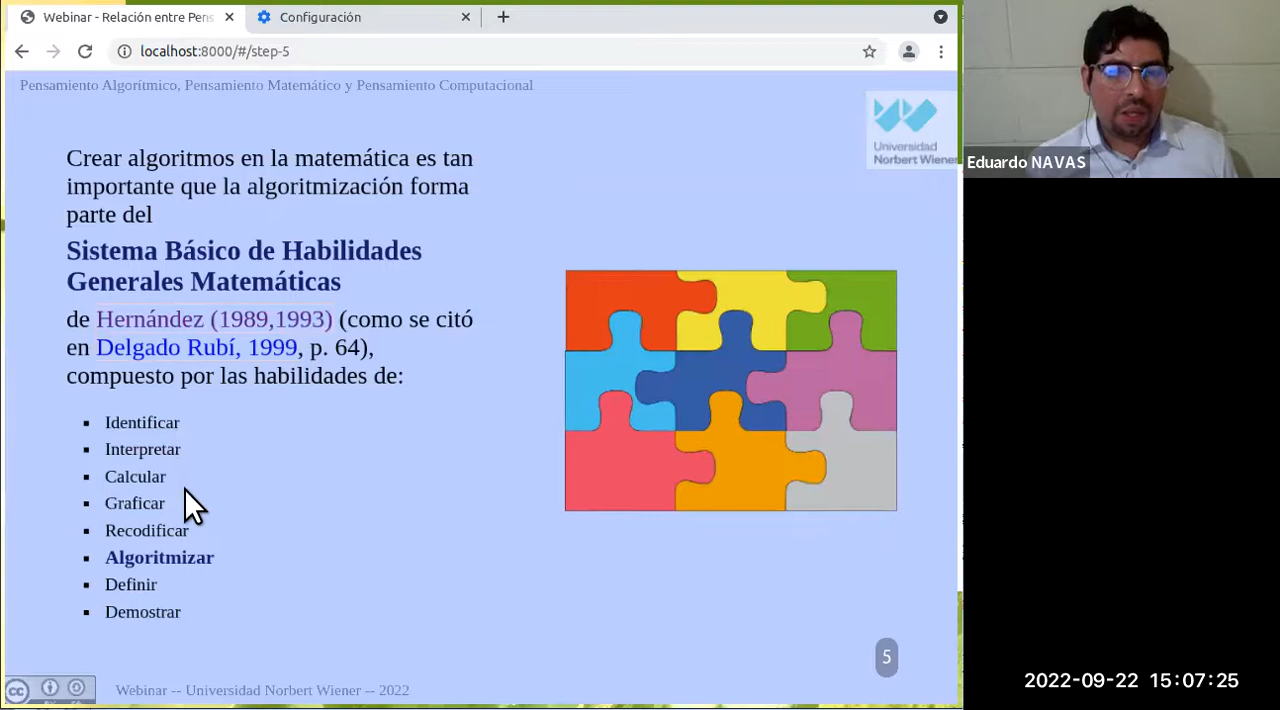 Webinar - Relación entre Pens
Configuración
localhost:8000/#/step-5
Pensamiento Algorítmico, Pensamiento Matemático y Pensamiento Computacional
Universidad
Norbert Wiener
Eduardo NAVAS
Crear algoritmos en la matemática es tan
importante que la algoritmización forma
parte del
Sistema Básico de Habilidades
Generales Matemáticas
de Hernández (1989,1993) (como se citó
en Delgado Rubí, 1999, p. 64),
compuesto por las habilidades de:
Identificar
Interpretar
Calcular
Graficar
Recodificar
Algoritmizar
Definir
Demostrar
5
cc
Webinar -- Universidad Norbert Wiener -- 2022
2022-09-22 15:07:25